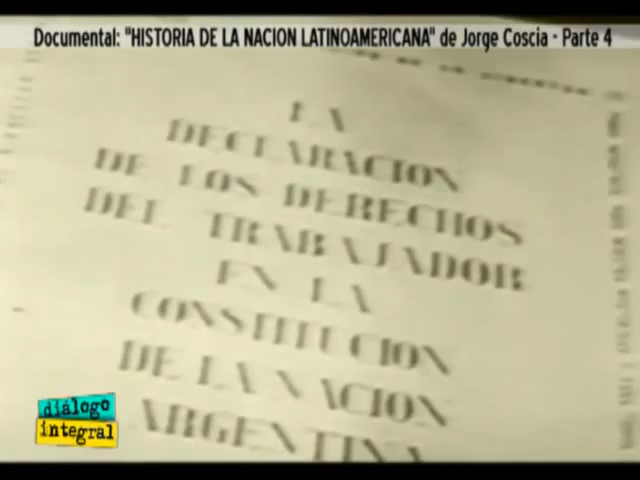 Documental: "HISTORIA DE LA NACION LATINOAMERICANA" de Jorge Coscia - Parte 4
LA
DECLARACION
DE LOS DERECHOS
DEL TRABAJADOR
EN LA
CONSTITUCION
DE LA NACION
ARGENTINA
diálogo
integral